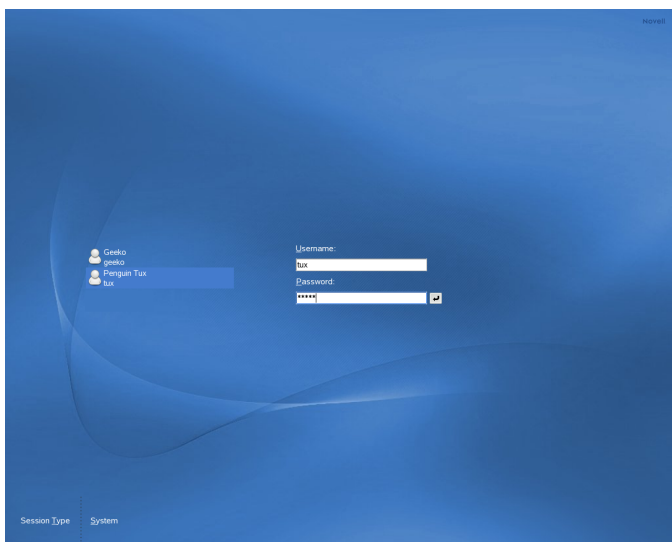 Novell
Geeko
geeko
Penguin Tux
tux
Username:
tux
Password:
*****
Session Type
System